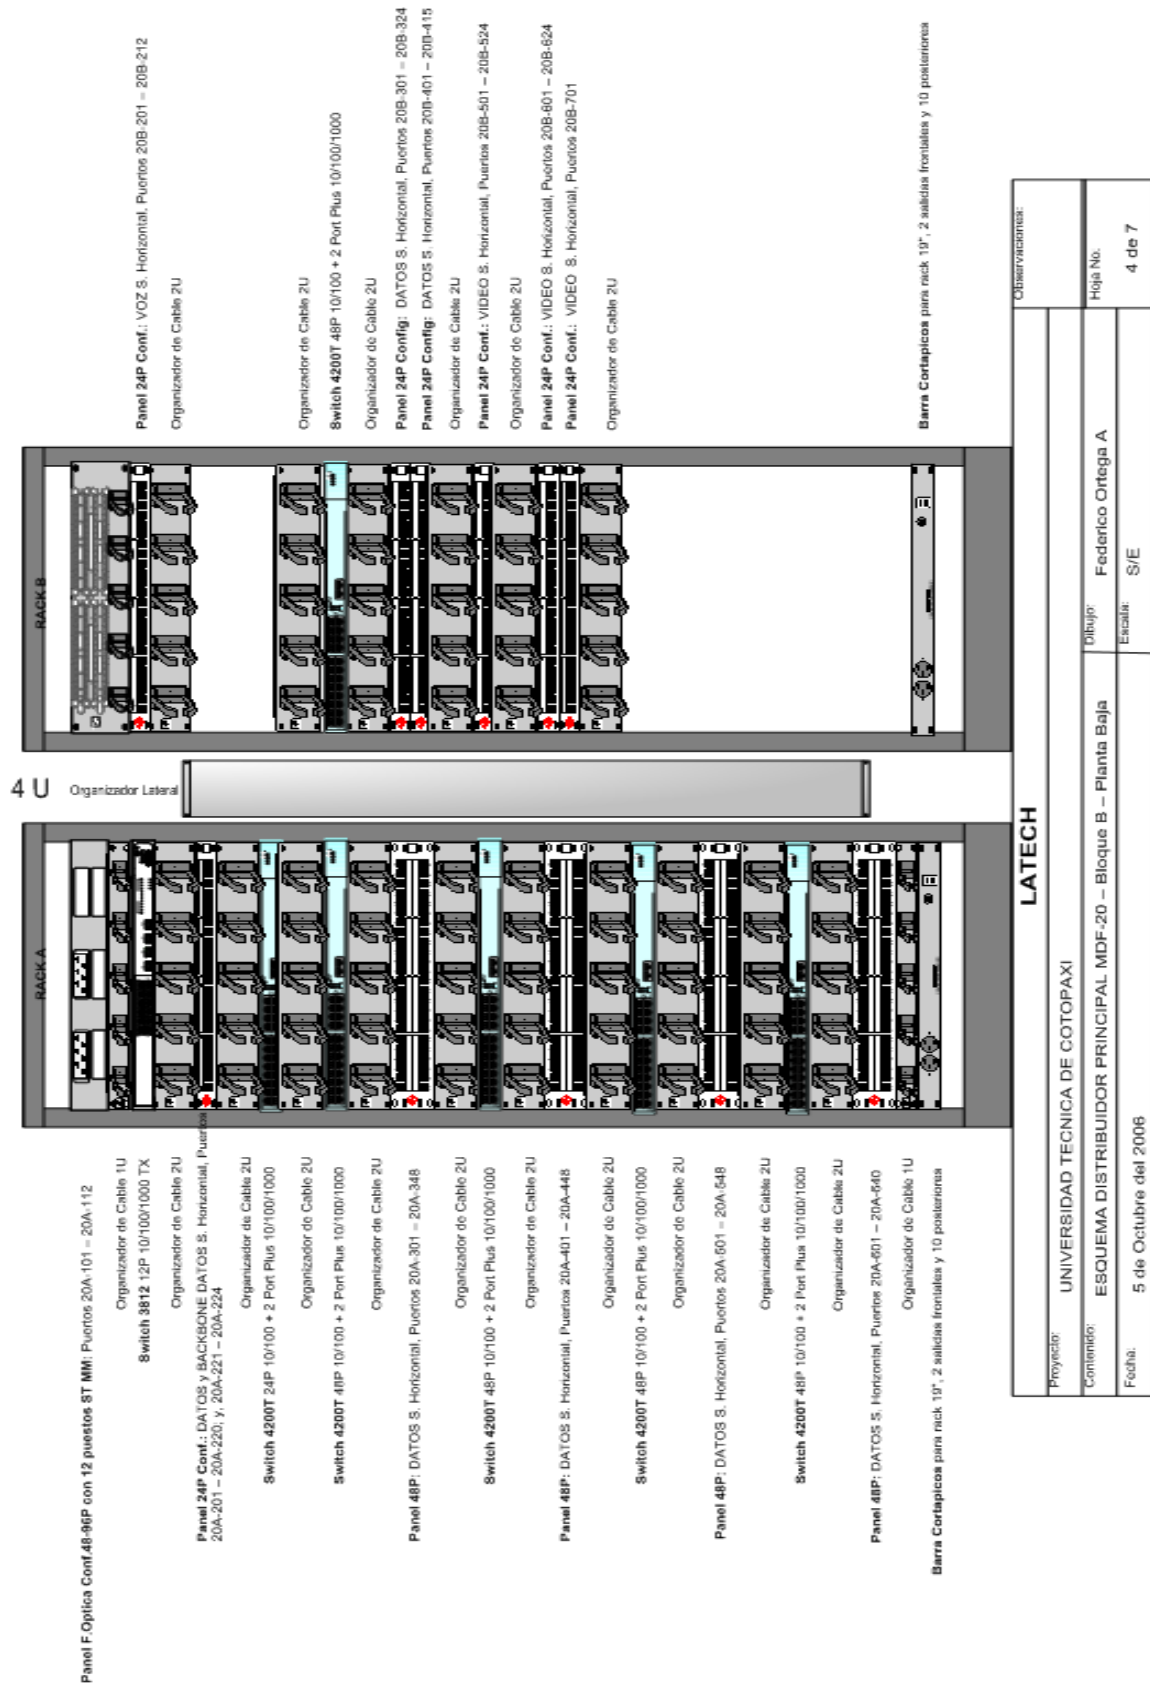 RACK A
Panel F.Optica Conf.48-96P con 12 puestos ST MM: Puertos 20A-101 – 20A-112
Organizador de Cable 1U
Switch 3812 12P 10/100/1000 TX
Organizador de Cable 2U
Panel 24P Conf.: DATOS y BACKBONE DATOS S. Horizontal, Puertos
20A-201 – 20A-220; y, 20A-221 – 20A-224
Organizador de Cable 2U
Switch 4200T 24P 10/100 + 2 Port Plus 10/100/1000
Organizador de Cable 2U
Switch 4200T 48P 10/100 + 2 Port Plus 10/100/1000
Organizador de Cable 2U
Panel 48P: DATOS S. Horizontal, Puertos 20A-301 – 20A-348
Organizador de Cable 2U
Switch 4200T 48P 10/100 + 2 Port Plus 10/100/1000
Organizador de Cable 2U
Panel 48P: DATOS S. Horizontal, Puertos 20A-401 – 20A-448
Organizador de Cable 2U
Switch 4200T 48P 10/100 + 2 Port Plus 10/100/1000
Organizador de Cable 2U
Panel 48P: DATOS S. Horizontal, Puertos 20A-501 – 20A-548
Organizador de Cable 2U
Switch 4200T 48P 10/100 + 2 Port Plus 10/100/1000
Organizador de Cable 2U
Panel 48P: DATOS S. Horizontal, Puertos 20A-601 – 20A-640
Organizador de Cable 1U
Barra Cortapicos para rack 19", 2 salidas frontales y 10 posteriores
4 U
Organizador Lateral
RACK B
Panel 24P Conf.: VOZ S. Horizontal, Puertos 20B-201 – 20B-212
Organizador de Cable 2U
Organizador de Cable 2U
Switch 4200T 48P 10/100 + 2 Port Plus 10/100/1000
Organizador de Cable 2U
Panel 24P Config: DATOS S. Horizontal, Puertos 20B-301 – 20B-324
Panel 24P Config: DATOS S. Horizontal, Puertos 20B-401 – 20B-415
Organizador de Cable 2U
Panel 24P Conf.: VIDEO S. Horizontal, Puertos 20B-501 – 20B-524
Organizador de Cable 2U
Panel 24P Conf.: VIDEO S. Horizontal, Puertos 20B-601 – 20B-624
Panel 24P Conf.: VIDEO S. Horizontal, Puertos 20B-701
Organizador de Cable 2U
Barra Cortapicos para rack 19", 2 salidas frontales y 10 posteriores
LATECH
Observaciones:
Proyecto:
UNIVERSIDAD TECNICA DE COTOPAXI
Contenido:
ESQUEMA DISTRIBUIDOR PRINCIPAL MDF-20 – Bloque B – Planta Baja
Dibujo:
Federico Ortega A
Hoja No.
4 de 7
Fecha:
5 de Octubre del 2006
Escala:
S/E